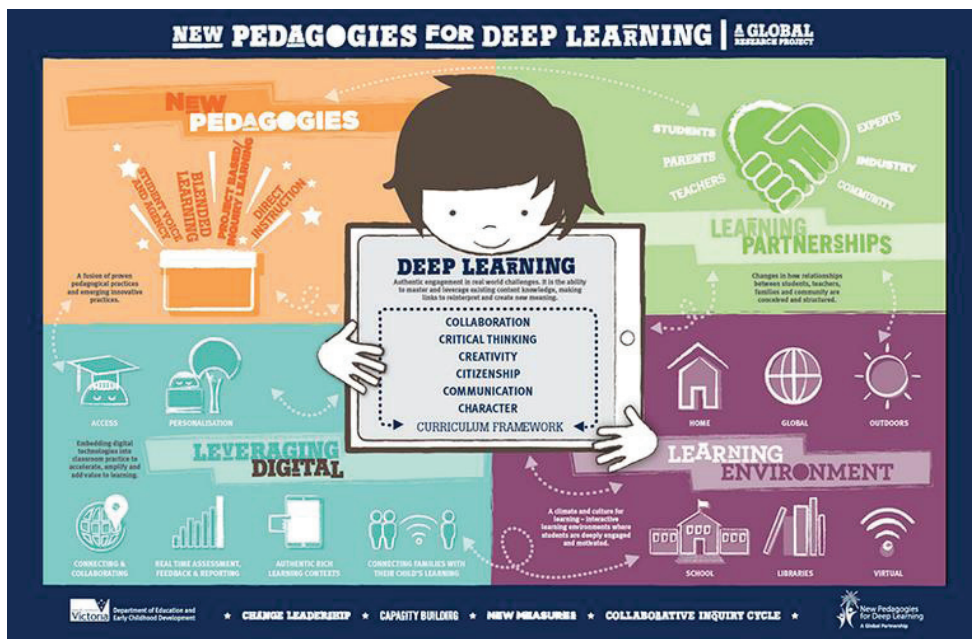 NEW PEDAGOGIES FOR DEEP LEARNING | A GLOBAL
RESEARCH PROJECT
NEW
PEDAGOGIES
STUDENT VOICE
AND AGENCY
BLENDED
LEARNING
PROJECT BASED/
INQUIRY LEARNING
DIRECT
INSTRUCTION
A fusion of proven
pedagogical practices
and emerging innovative
practices.
STUDENTS
PARENTS
TEACHERS
EXPERTS
INDUSTRY
COMMUNITY
LEARNING
PARTNERSHIPS
Changes in how relationships
between students, teachers,
families and community are
conceived and structured.
DEEP LEARNING
Authentic engagement in real world challenges. It is the ability
to master and leverage existing content knowledge, making
links to reinterpret and create new meaning.
COLLABORATION
CRITICAL THINKING
CREATIVITY
CITIZENSHIP
COMMUNICATION
CHARACTER
CURRICULUM FRAMEWORK
ACCESS
PERSONALISATION
Embedding digital
technologies into
classroom practice to
accelerate, amplify and
add value to learning.
LEVERAGING
DIGITAL
CONNECTING &
COLLABORATING
REAL TIME ASSESSMENT,
FEEDBACK & REPORTING
AUTHENTIC RICH
LEARNING CONTEXTS
CONNECTING FAMILIES WITH
THEIR CHILD'S LEARNING
HOME
GLOBAL
OUTDOORS
LEARNING
ENVIRONMENT
A climate and culture for
learning – interactive
learning environments where
students are deeply engaged
and motivated.
SCHOOL
LIBRARIES
VIRTUAL
Victoria
Department of Education and
Early Childhood Development
★ CHANGE LEADERSHIP ★ CAPACITY BUILDING ★ NEW MEASURES ★ COLLABORATIVE INQUIRY CYCLE ★
New Pedagogies
for Deep Learning
A Global Partnership